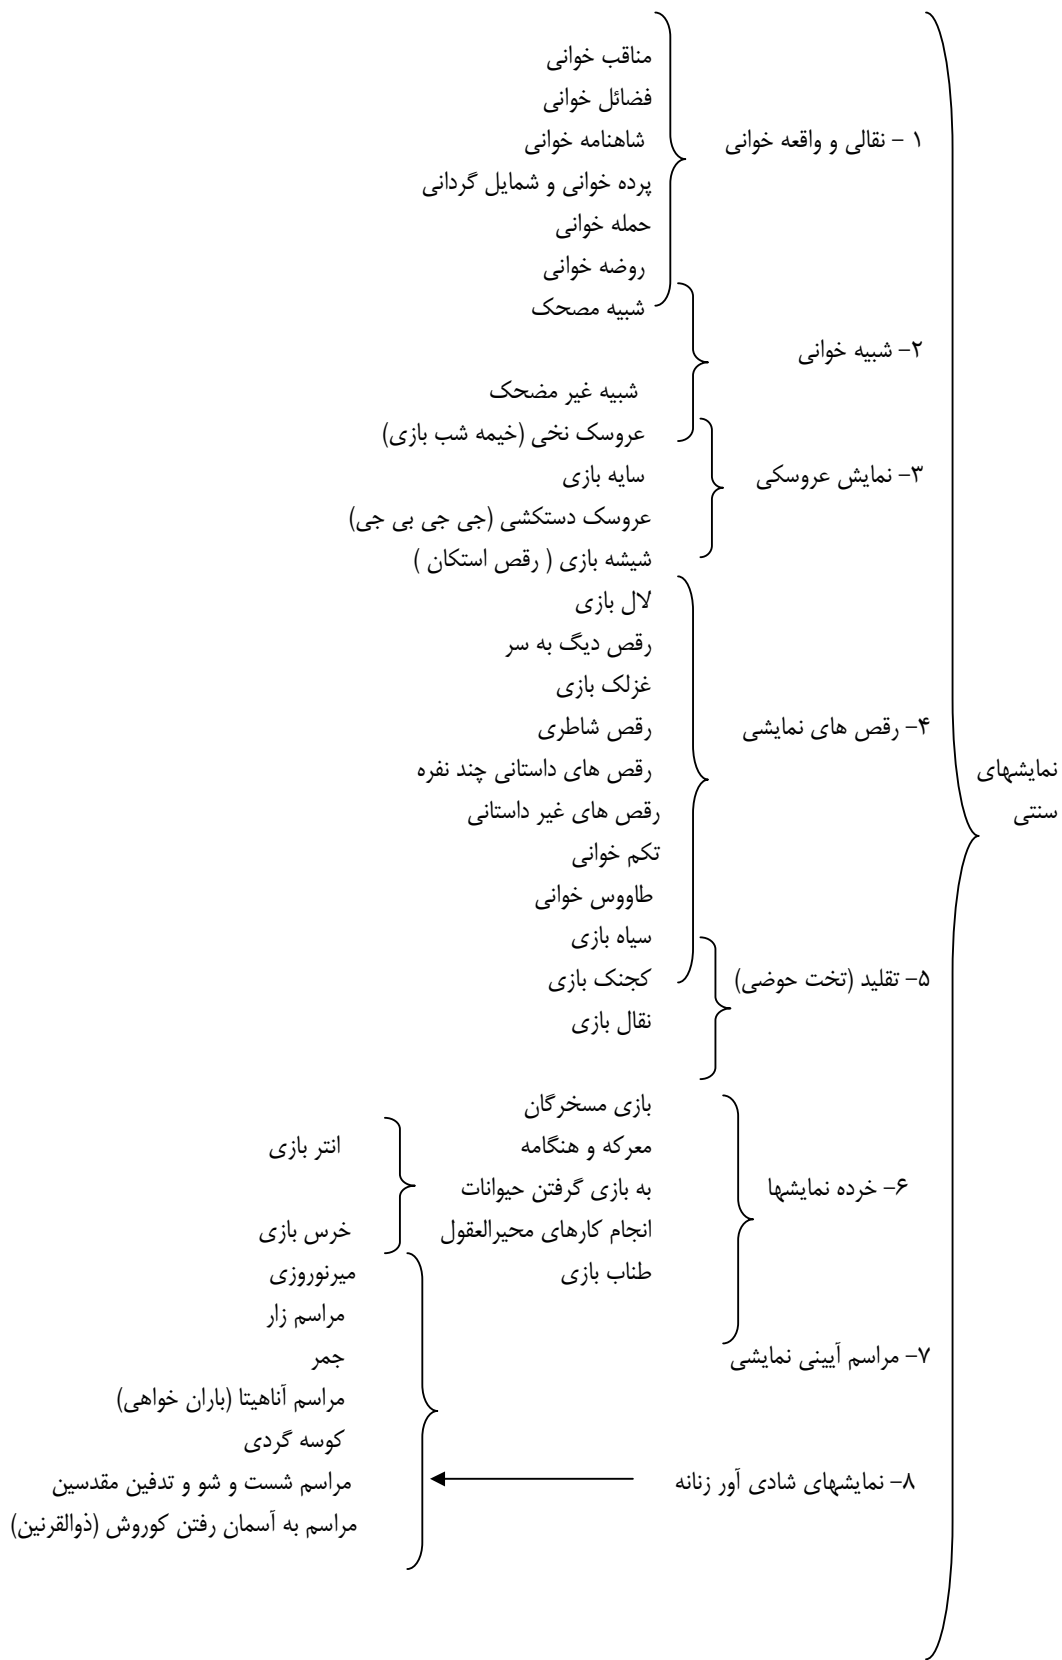 نمایشهای
سنتی
۱ - نقالی و واقعه خوانی
مناقب خوانی
فضائل خوانی
شاهنامه خوانی
پرده خوانی و شمایل گردانی
حمله خوانی
روضه خوانی
۲- شبیه خوانی
شبیه مصحک
شبیه غیر مضحک
۳- نمایش عروسکی
عروسک نخی (خیمه شب بازی)
سایه بازی
عروسک دستکشی (جی جی بی جی)
شیشه بازی ( رقص استکان )
۴- رقص های نمایشی
لال بازی
رقص دیگ به سر
غزلک بازی
رقص شاطری
رقص های داستانی چند نفره
رقص های غیر داستانی
تکم خوانی
طاووس خوانی
۵- تقلید (تخت حوضی)
سیاه بازی
کجنک بازی
نقال بازی
۶- خرده نمایشها
بازی مسخرگان
معرکه و هنگامه
به بازی گرفتن حیوانات
انجام کارهای محیرالعقول
طناب بازی
انتر بازی
خرس بازی
۷- مراسم آیینی نمایشی
میرنوروزی
مراسم زار
جمر
مراسم آناهیتا (باران خواهی)
کوسه گردی
مراسم شست و شو و تدفین مقدسین
مراسم به آسمان رفتن کوروش (ذوالقرنین)
۸- نمایشهای شادی آور زنانه